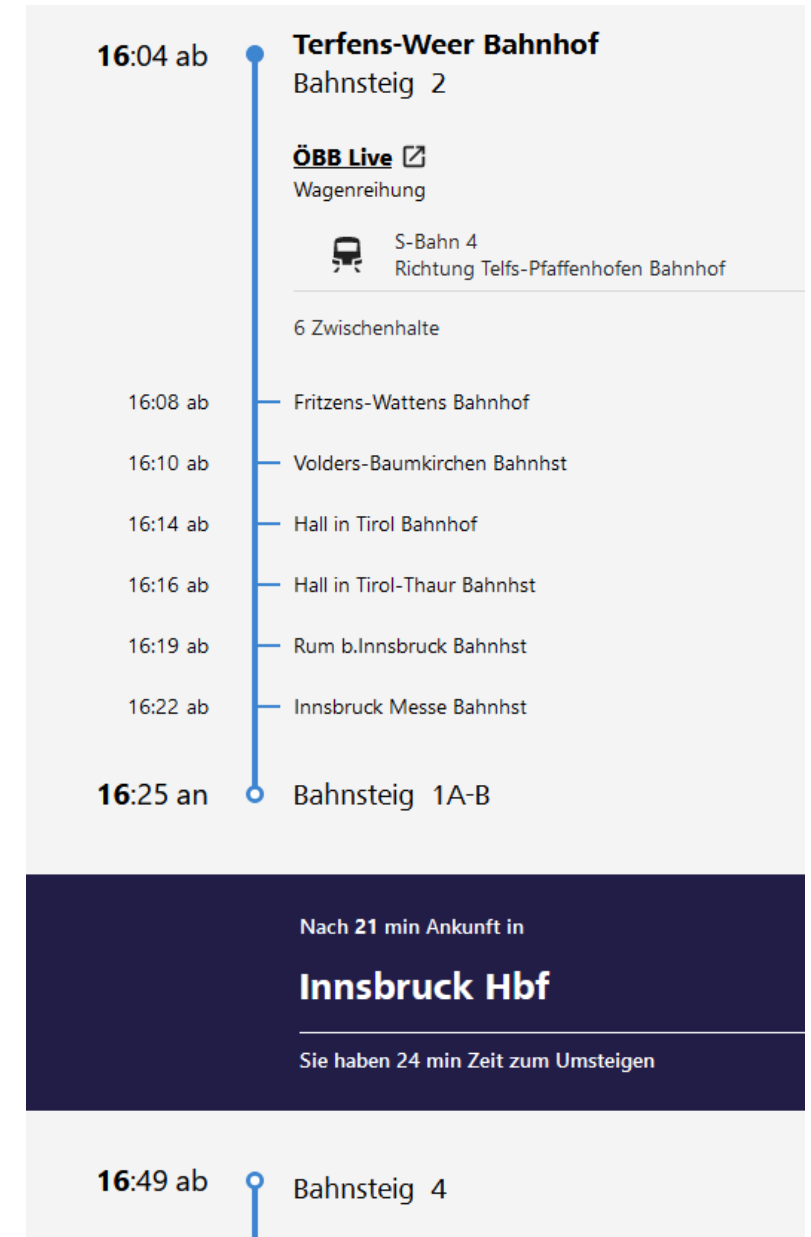 16:04 ab Terfens-Weer Bahnhof
Bahnsteig 2
ÖBB Live
Wagenreihung
S-Bahn 4
Richtung Telfs-Pfaffenhofen Bahnhof
6 Zwischenhalte
16:08 ab Fritzens-Wattens Bahnhof
16:10 ab Volders-Baumkirchen Bahnhst
16:14 ab Hall in Tirol Bahnhof
16:16 ab Hall in Tirol-Thaur Bahnhst
16:19 ab Rum b.Innsbruck Bahnhst
16:22 ab Innsbruck Messe Bahnhst
16:25 an Bahnsteig 1A-B
Nach 21 min Ankunft in
Innsbruck Hbf
Sie haben 24 min Zeit zum Umsteigen
16:49 ab Bahnsteig 4